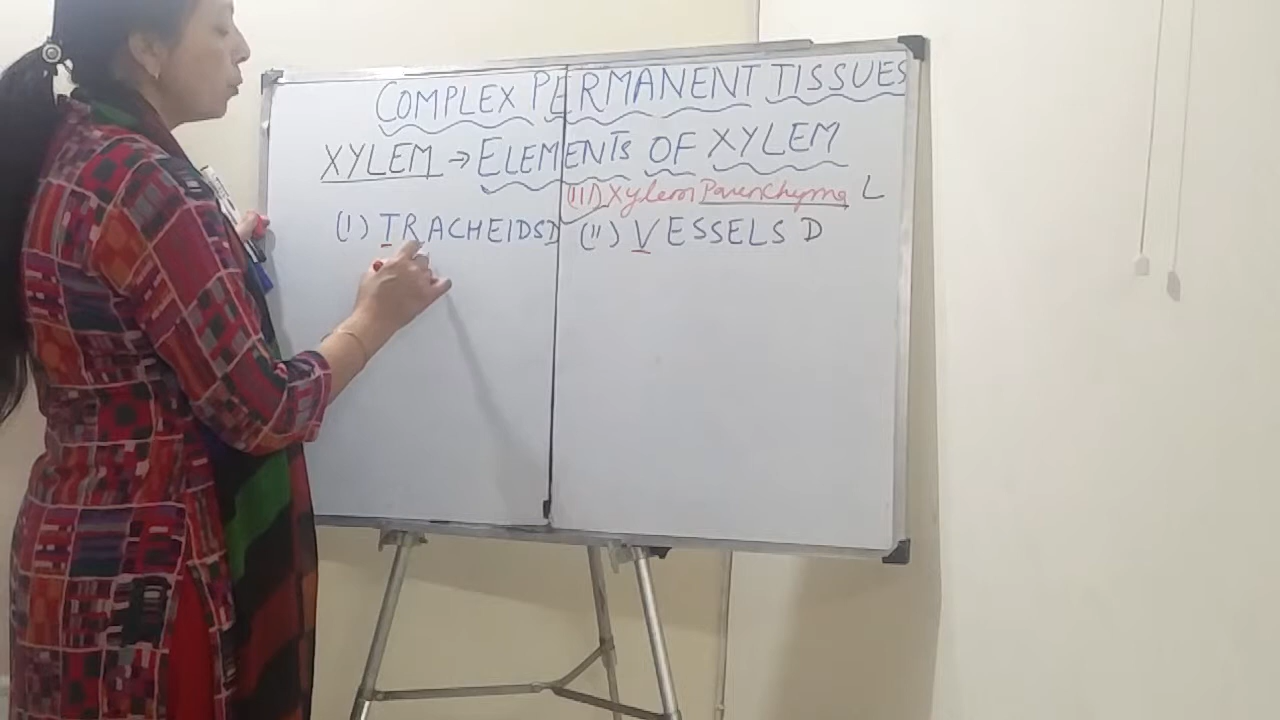 COMPLEX PERMANENT TISSUES
XYLEM → ELEMENTS OF XYLEM
(III) Xylem Parenchyma L
(I) TRACHEIDS D (II) VESSELS D